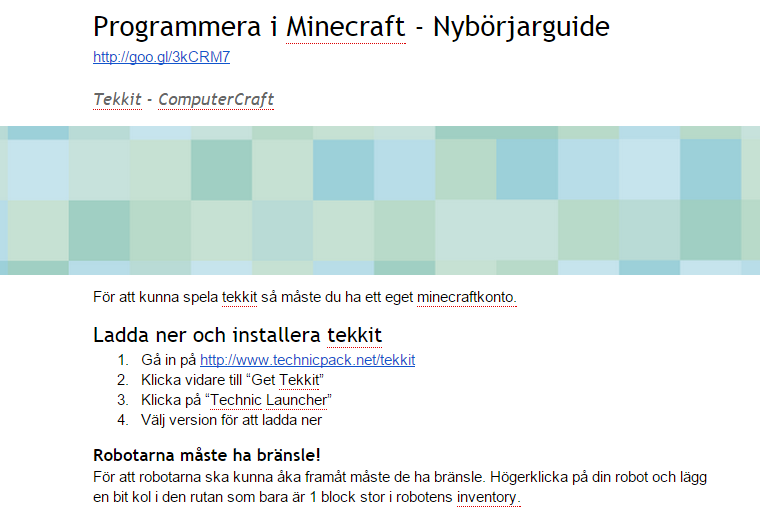 Programmera i Minecraft - Nybörjarguide
http://goo.gl/3kCRM7
Tekkit - ComputerCraft
För att kunna spela tekkit så måste du ha ett eget minecraftkonto.
Ladda ner och installera tekkit
1. Gå in på http://www.technicpack.net/tekkit
2. Klicka vidare till “Get Tekkit”
3. Klicka på “Technic Launcher”
4. Välj version för att ladda ner
Robotarna måste ha bränsle!
För att robotarna ska kunna åka framåt måste de ha bränsle. Högerklicka på din robot och lägg
en bit kol i den rutan som bara är 1 block stor i robotens inventory.